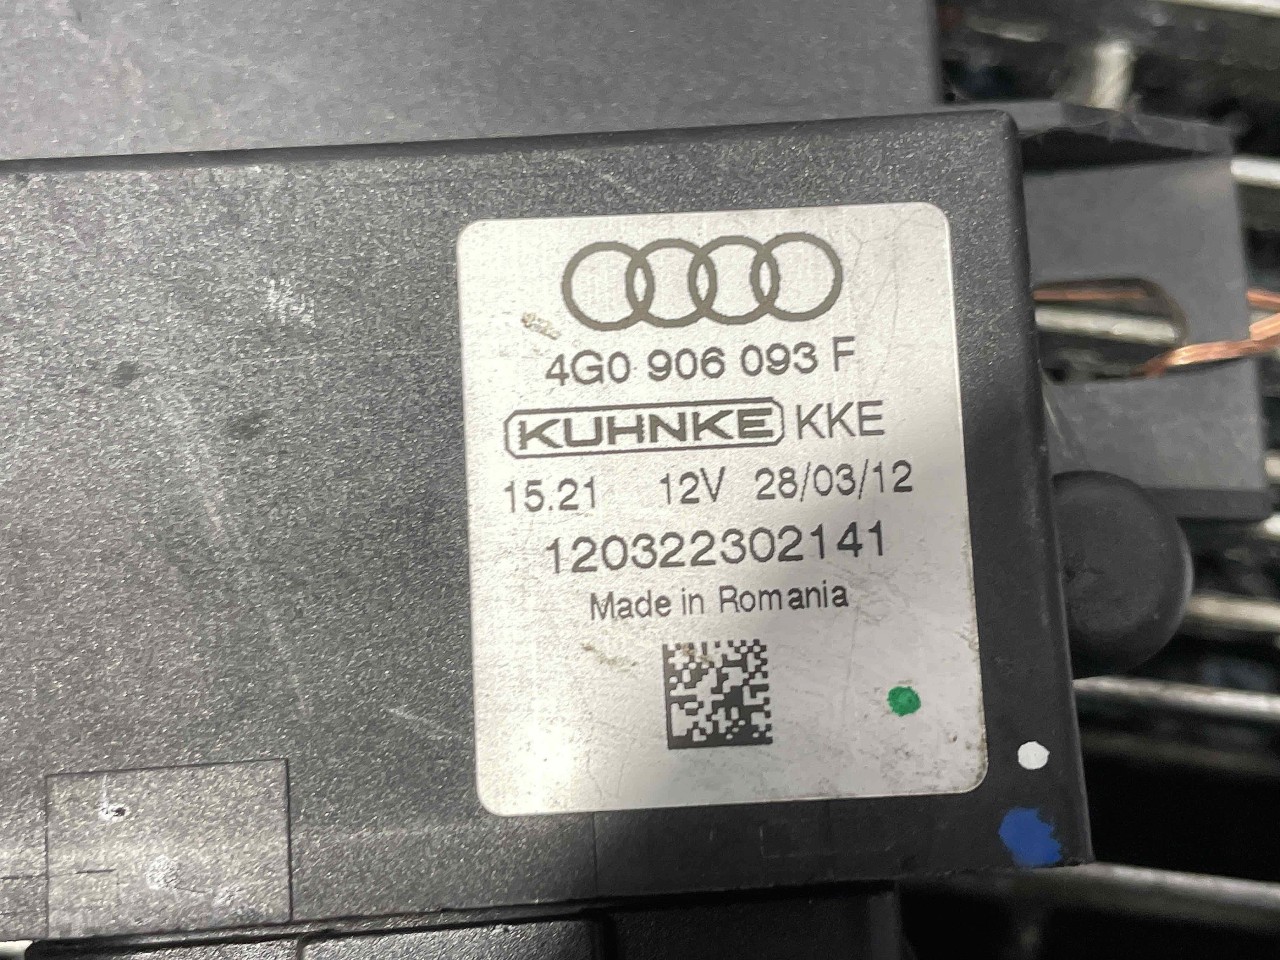 4G0 906 093 F
KUHNKE KKE
15.21 12V 28/03/12
120322302141
Made in Romania